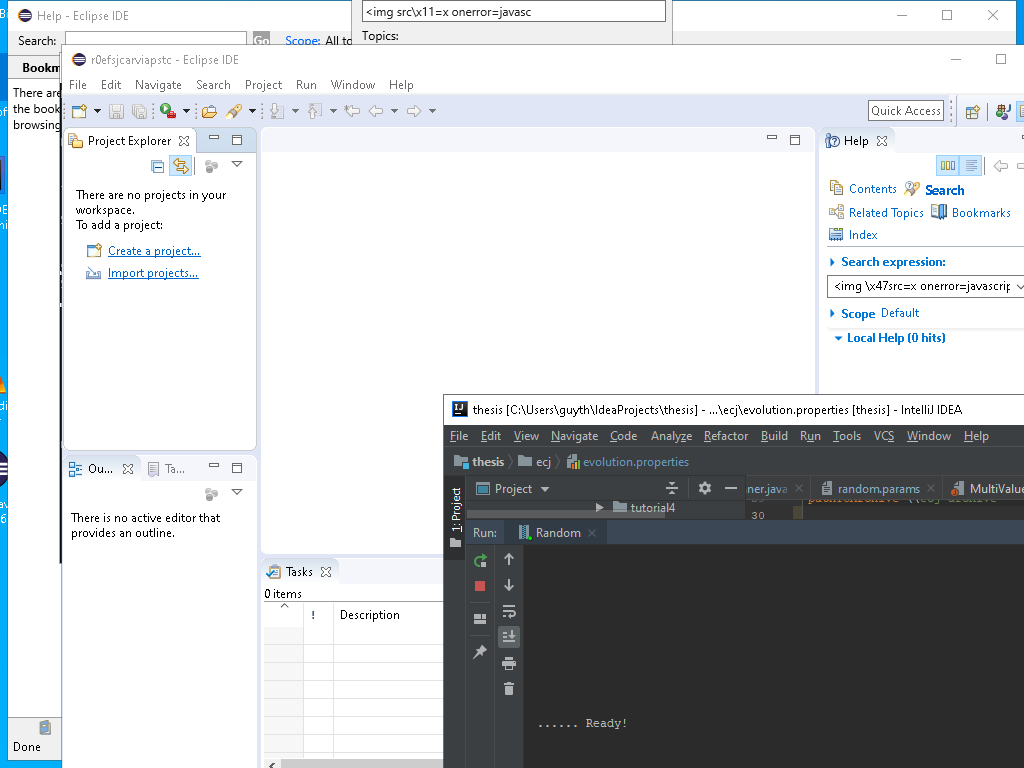 Help - Eclipse IDE
<img src\x11=x onerror=javasc
Search:
Go
Scope: All to
Topics:
Bookm
There are
the book
browsing
Done
r0efsjcarviapstc - Eclipse IDE
File Edit Navigate Search Project Run Window Help
Quick Access
Project Explorer
There are no projects in your
workspace.
To add a project:
Create a project...
Import projects...
Ou...
Ta...
There is no active editor that
provides an outline.
Tasks
0 items
!
Description
Help
Contents
Search
Related Topics
Bookmarks
Index
Search expression:
<img \x47src=x onerror=javascrip
Scope Default
Local Help (0 hits)
thesis [C:\Users\guyth\IdeaProjects\thesis] - ...\ecj\evolution.properties [thesis] - IntelliJ IDEA
File Edit View Navigate Code Analyze Refactor Build Run Tools VCS Window Help
thesis
ecj
evolution.properties
1: Project
Project
ner.java
random.params
MultiValue
tutorial4
30
Run:
Random
...... Ready!